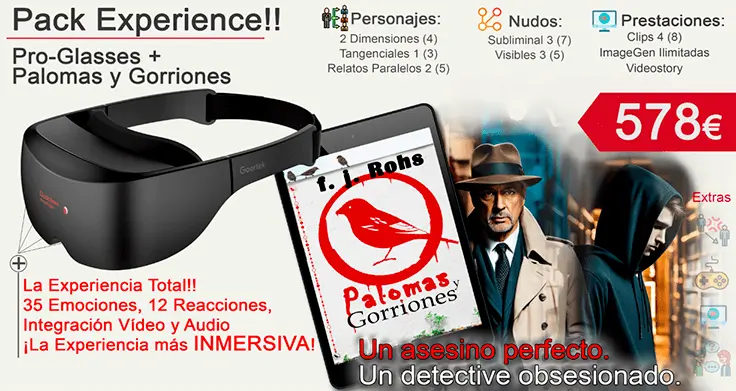 Pack Experience!!
Pro-Glasses +
Palomas y Gorriones
Personajes:
2 Dimensiones (4)
Tangenciales 1 (3)
Relatos Paralelos 2 (5)
Nudos:
Subliminal 3 (7)
Visibles 3 (5)
Prestaciones:
Clips 4 (8)
ImageGen Ilimitadas
Videostory
578€
Extras
Goertek
f. j. Rohs
Palomas y
Gorriones
La Experiencia Total!!
35 Emociones, 12 Reacciones,
Integración Vídeo y Audio
¡La Experiencia más INMERSIVA!
Un asesino perfecto.
Un detective obsesionado.